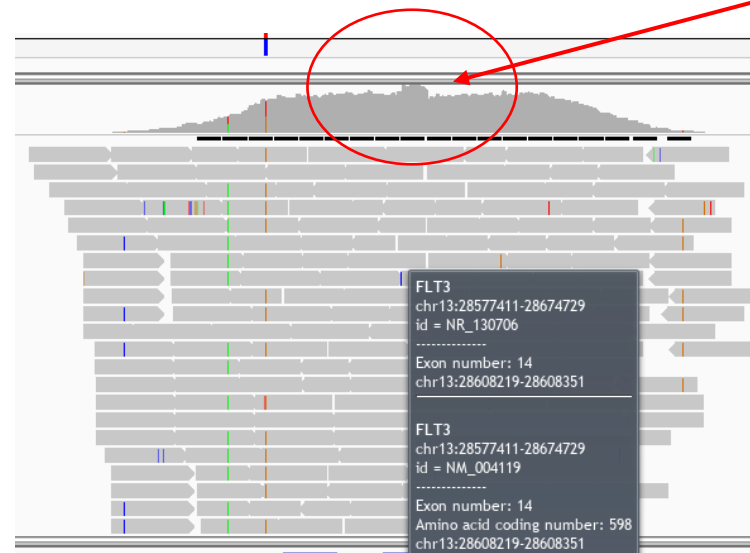 FLT3
chr13:28577411-28674729
id = NR_130706
--------------
Exon number: 14
chr13:28608219-28608351
FLT3
chr13:28577411-28674729
id = NM_004119
--------------
Exon number: 14
Amino acid coding number: 598
chr13:28608219-28608351